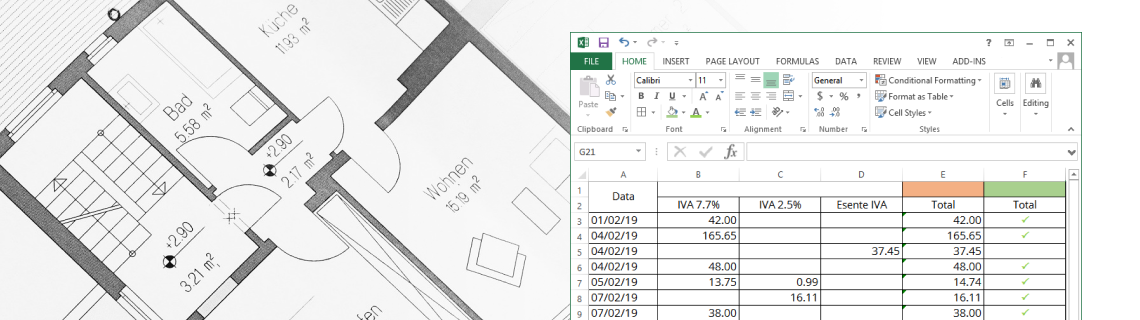 Küche
11.93 m²
Bad
5.58 m²
+2.90
2.17 m²
Wohnen
15.19 m²
+2.90
3.21 m²
FILE HOME INSERT PAGE LAYOUT FORMULAS DATA REVIEW VIEW ADD-INS
Paste
Calibri 11
B I U A A
General
$ % ,
Conditional Formatting
Format as Table
Cell Styles
Cells
Editing
Clipboard Font Alignment Number Styles
G21 fx
A B C D E F
1 Data
2 IVA 7.7% IVA 2.5% Esente IVA Total Total
3 01/02/19 42.00 42.00 ✓
4 04/02/19 165.65 165.65 ✓
5 04/02/19 37.45 37.45
6 04/02/19 48.00 48.00 ✓
7 05/02/19 13.75 0.99 14.74 ✓
8 07/02/19 16.11 16.11 ✓
9 07/02/19 38.00 38.00 ✓